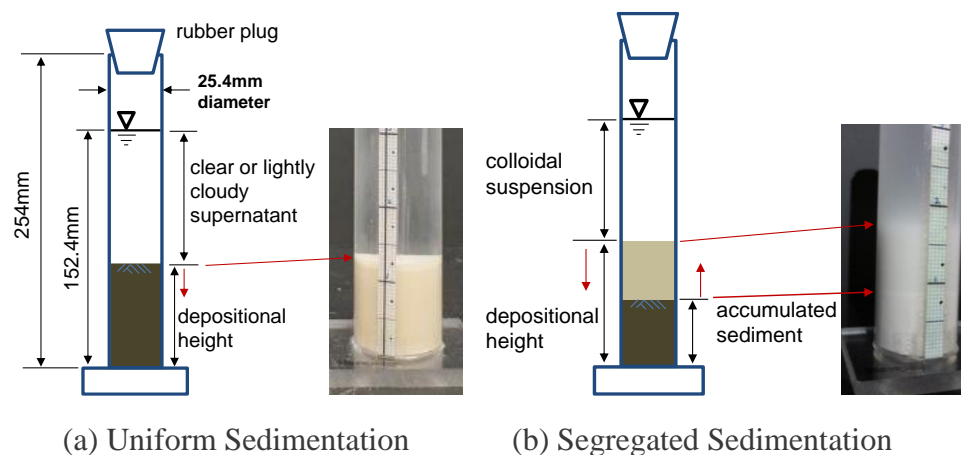 rubber plug
25.4mm
diameter
254mm
152.4mm
clear or lightly
cloudy
supernatant
depositional
height
(a) Uniform Sedimentation
colloidal
suspension
depositional
height
accumulated
sediment
(b) Segregated Sedimentation